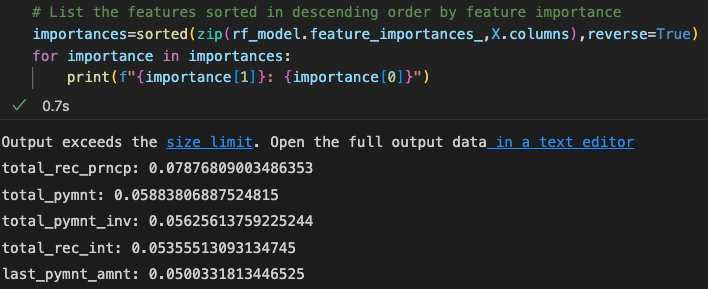 # List the features sorted in descending order by feature importance
importances=sorted(zip(rf_model.feature_importances_,X.columns),reverse=True)
for importance in importances:
    print(f"{importance[1]}: {importance[0]}")
0.7s
Output exceeds the size limit. Open the full output data in a text editor
total_rec_prncp: 0.07876809003486353
total_pymnt: 0.05883806887524815
total_pymnt_inv: 0.05625613759225244
total_rec_int: 0.05355513093134745
last_pymnt_amnt: 0.0500331813446525